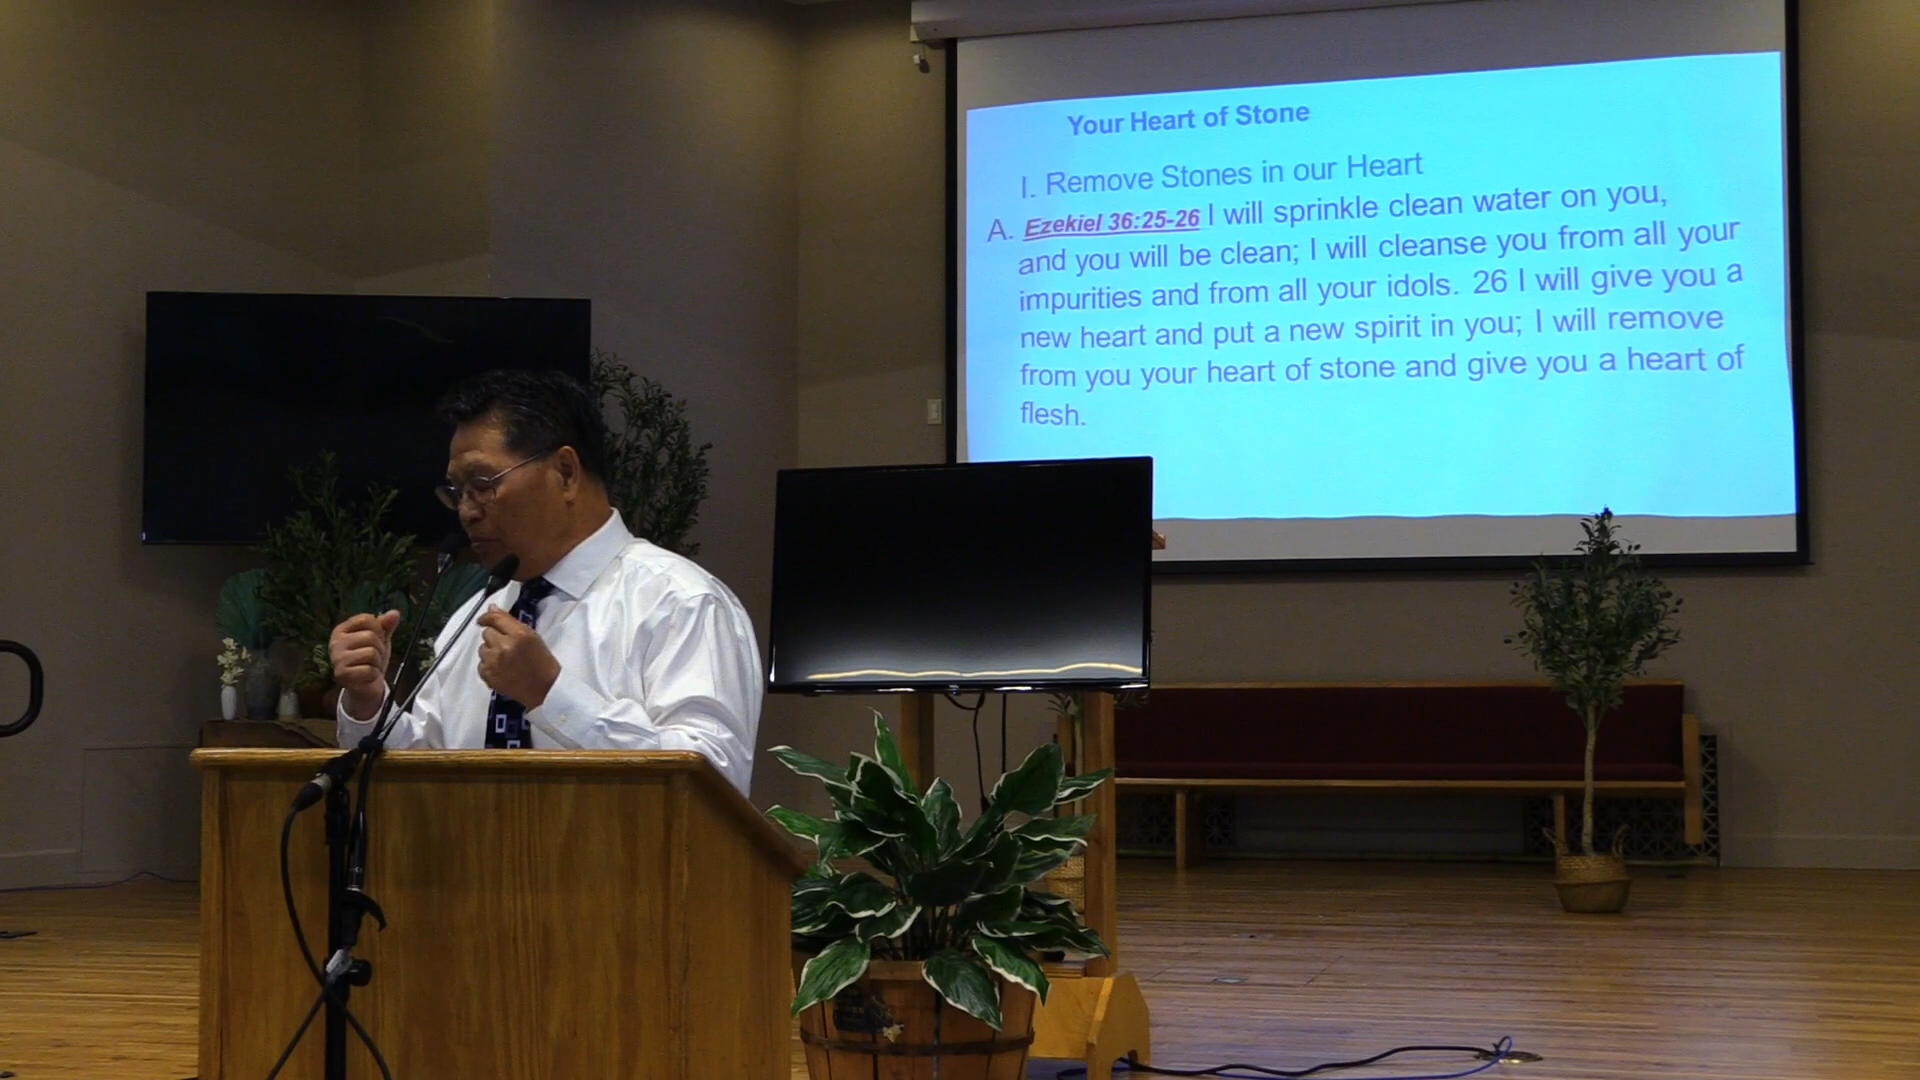 Your Heart of Stone
I. Remove Stones in our Heart
A. Ezekiel 36:25-26 I will sprinkle clean water on you,
and you will be clean; I will cleanse you from all your
impurities and from all your idols. 26 I will give you a
new heart and put a new spirit in you; I will remove
from you your heart of stone and give you a heart of
flesh.